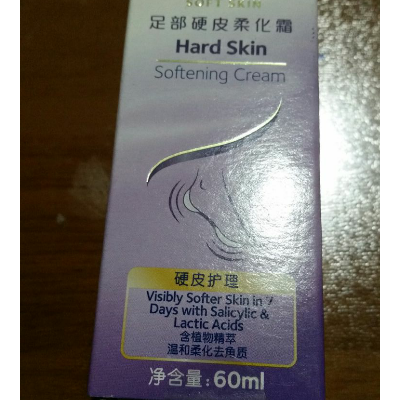 SOFT SKIN
足部硬皮柔化霜
Hard Skin
Softening Cream
硬皮护理
Visibly Softer Skin in 7
Days with Salicylic &
Lactic Acids
含植物精萃
温和柔化去角质
净含量:60ml